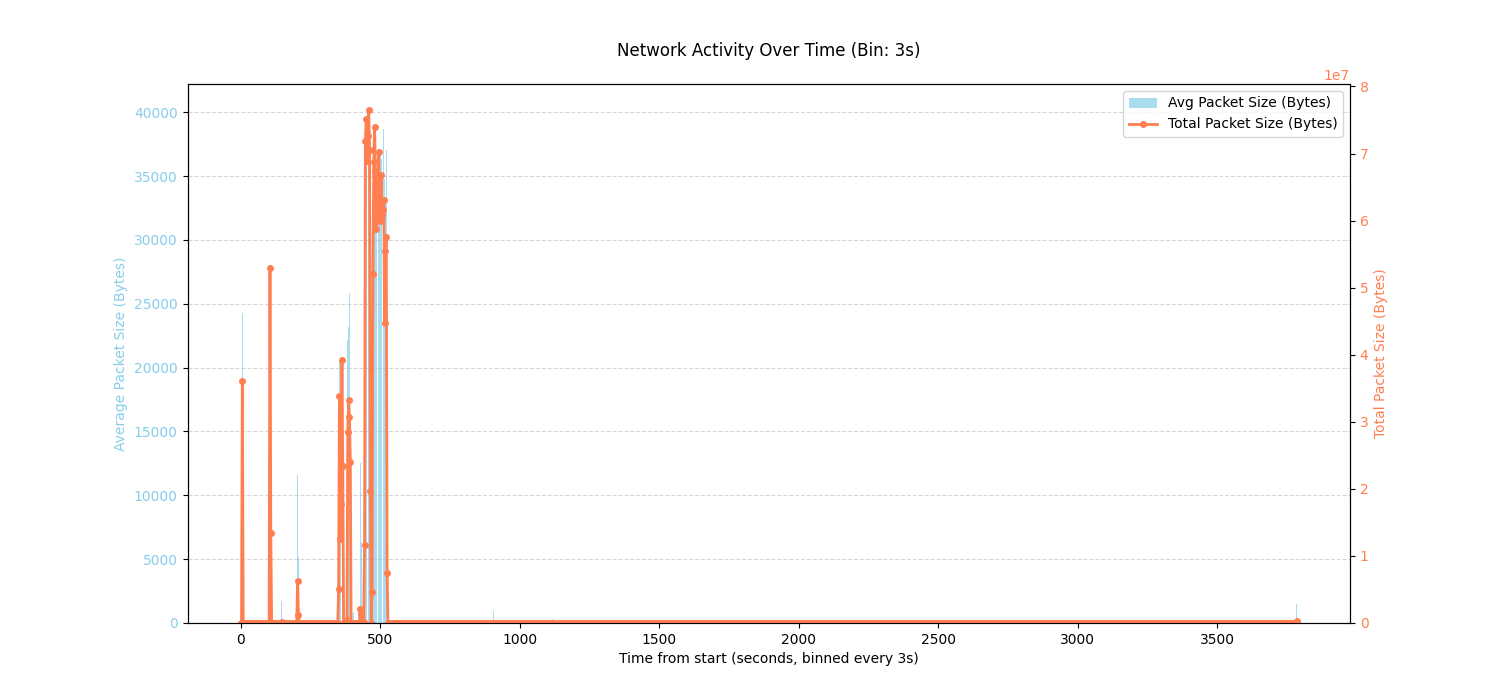 Network Activity Over Time (Bin: 3s)
1e7
Avg Packet Size (Bytes)
Total Packet Size (Bytes)
Average Packet Size (Bytes)
40000
35000
30000
25000
20000
15000
10000
5000
0
8
7
6
5
4
3
2
1
0
Total Packet Size (Bytes)
0 500 1000 1500 2000 2500 3000 3500
Time from start (seconds, binned every 3s)